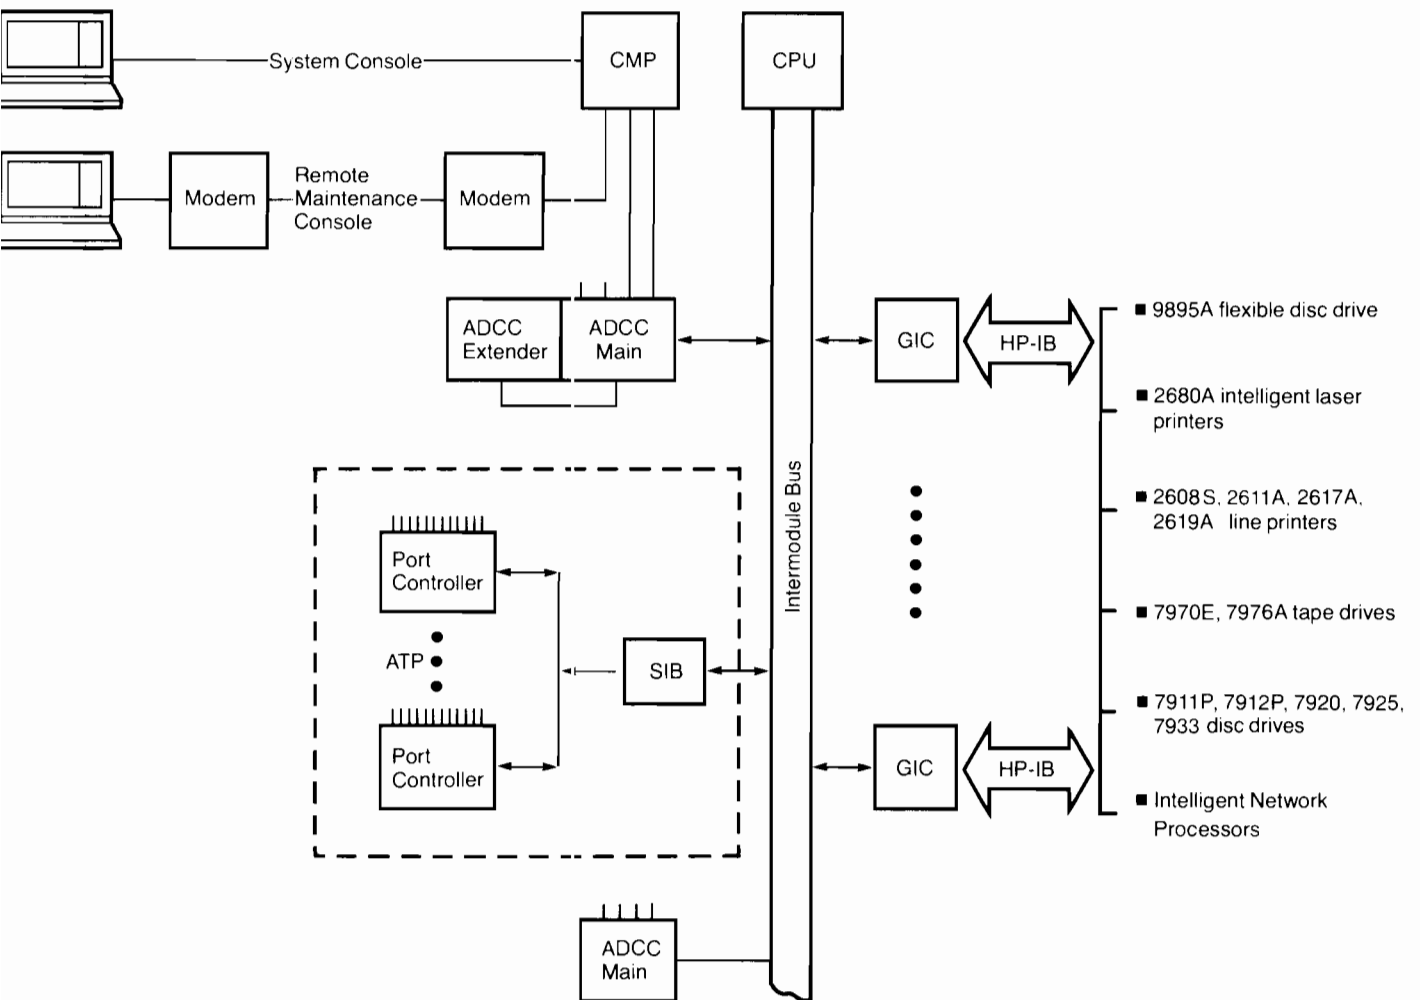 System Console
CMP
CPU
Modem
Remote
Maintenance
Console
Modem
ADCC
Extender
ADCC
Main
GIC
HP-IB
■ 9895A flexible disc drive
■ 2680A intelligent laser
printers
■ 2608S, 2611A, 2617A,
2619A line printers
■ 7970E, 7976A tape drives
■ 7911P, 7912P, 7920, 7925,
7933 disc drives
■ Intelligent Network
Processors
Intermodule Bus
Port
Controller
ATP
SIB
Port
Controller
GIC
HP-IB
ADCC
Main